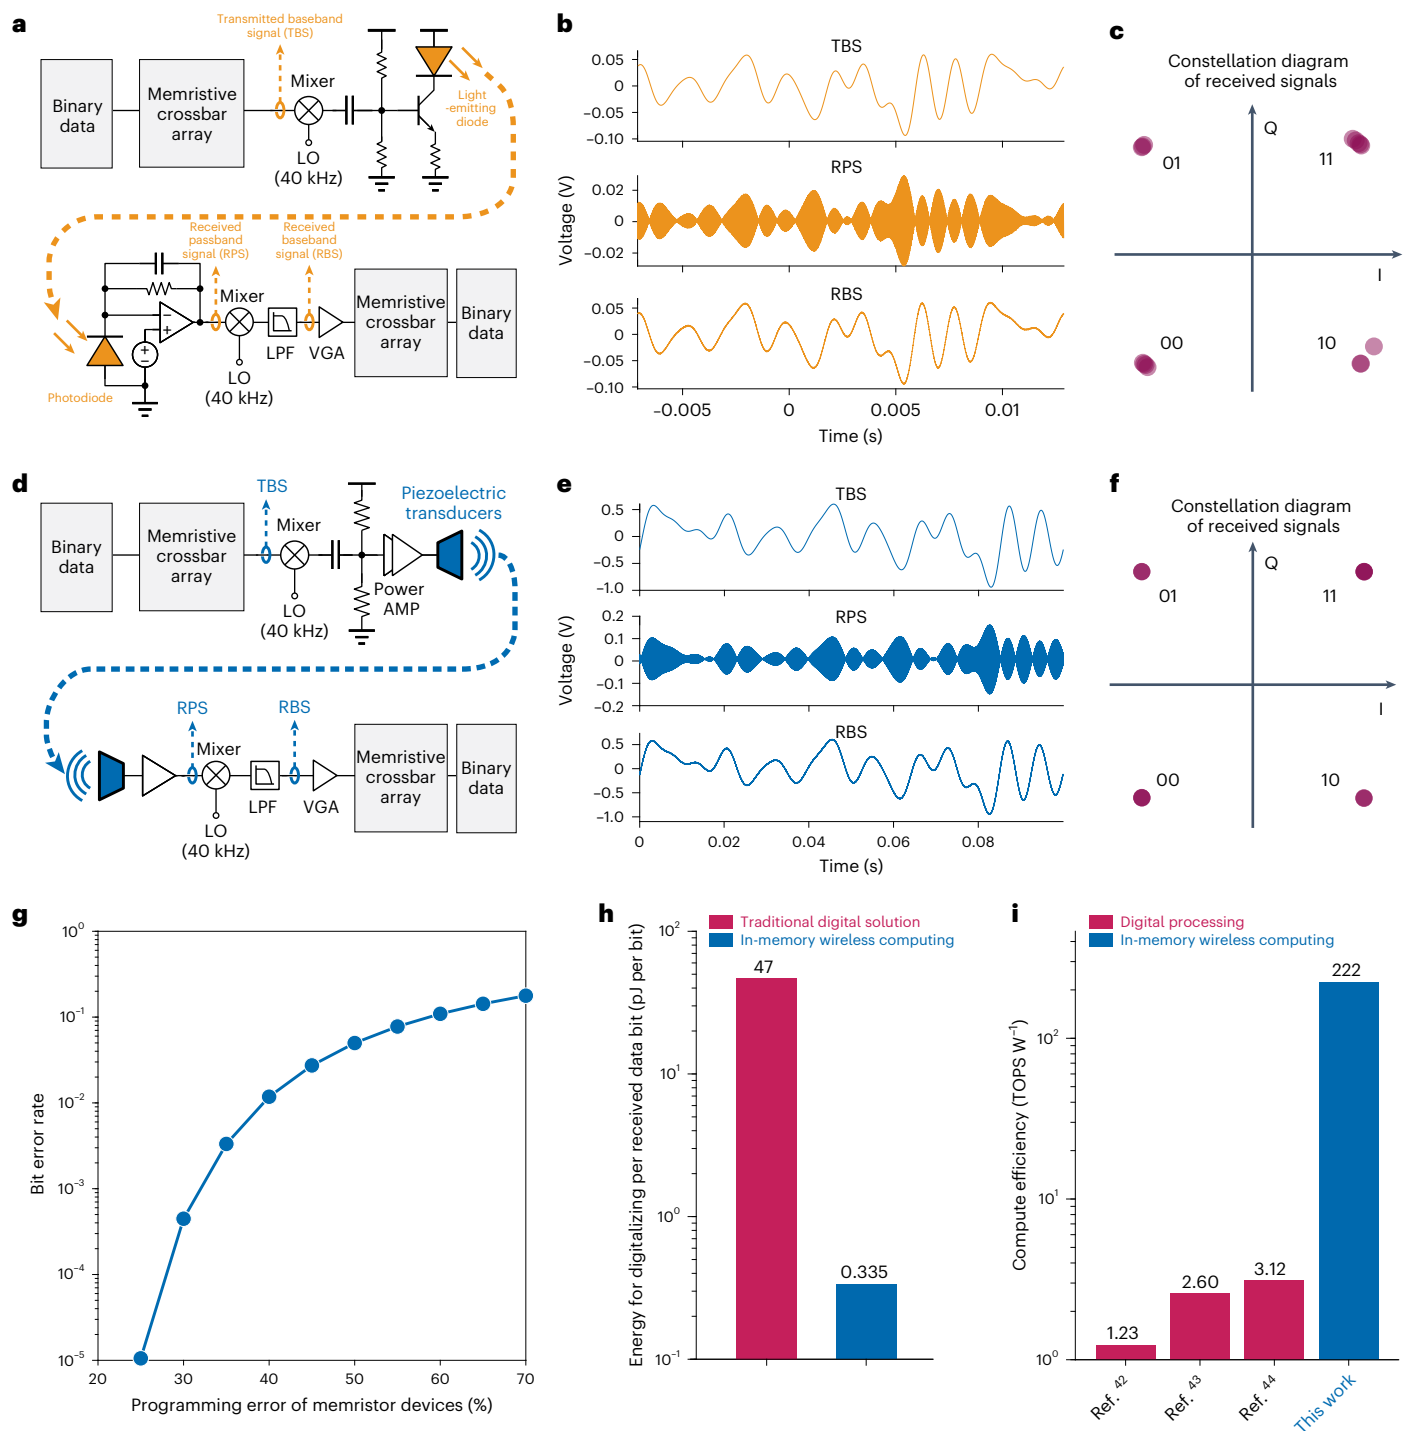 a
Transmitted baseband
signal (TBS)
Binary
data
Memristive
crossbar
array
Mixer
LO
(40 kHz)
Light
-emitting
diode
Received
passband
signal (RPS)
Received
baseband
signal (RBS)
Mixer
LO
(40 kHz)
LPF
VGA
Memristive
crossbar
array
Binary
data
Photodiode
b
TBS
0.05
0
−0.05
−0.10
RPS
Voltage (V)
0.02
0
−0.02
RBS
0.05
0
−0.05
−0.10
−0.005
0
0.005
0.01
Time (s)
c
Constellation diagram
of received signals
Q
01
11
I
00
10
d
TBS
Binary
data
Memristive
crossbar
array
Mixer
LO
(40 kHz)
Power
AMP
Piezoelectric
transducers
RPS
RBS
Mixer
LO
(40 kHz)
LPF
VGA
Memristive
crossbar
array
Binary
data
e
TBS
0.5
0
−0.5
−1.0
RPS
Voltage (V)
0.2
0.1
0
−0.1
−0.2
RBS
0.5
0
−0.5
−1.0
0
0.02
0.04
0.06
0.08
Time (s)
f
Constellation diagram
of received signals
Q
01
11
I
00
10
g
Bit error rate
10⁰
10⁻¹
10⁻²
10⁻³
10⁻⁴
10⁻⁵
20
30
40
50
60
70
Programming error of memristor devices (%)
h
Traditional digital solution
In-memory wireless computing
Energy for digitalizing per received data bit (pJ per bit)
10²
10¹
10⁰
10⁻¹
47
0.335
i
Digital processing
In-memory wireless computing
Compute efficiency (TOPS W⁻¹)
10²
10¹
10⁰
1.23
2.60
3.12
222
Ref. ⁴²
Ref. ⁴³
Ref. ⁴⁴
This work